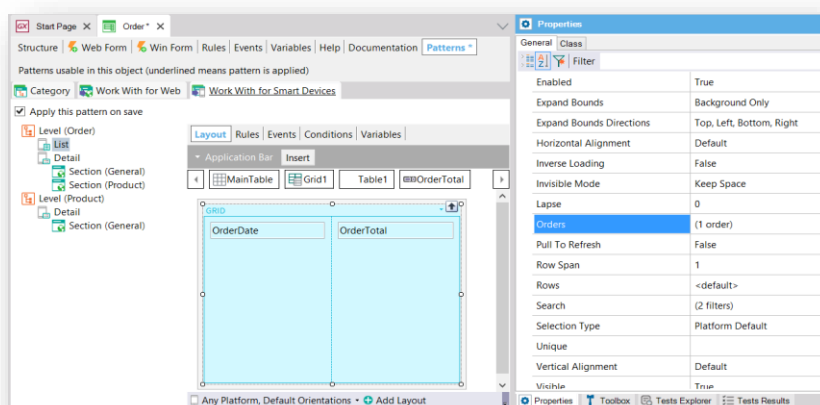 GX Start Page X Order* X
Structure Web Form Win Form Rules Events Variables Help Documentation Patterns *
Patterns usable in this object (underlined means pattern is applied)
Category Work With for Web Work With for Smart Devices
Apply this pattern on save
Level (Order)
List
Detail
Section (General)
Section (Product)
Level (Product)
Detail
Section (General)
Layout Rules Events Conditions Variables
Application Bar Insert
MainTable Grid1 Table1 OrderTotal
GRID
OrderDate OrderTotal
Any Platform, Default Orientations • Add Layout
Properties
General Class
Filter
Enabled True
Expand Bounds Background Only
Expand Bounds Directions Top, Left, Bottom, Right
Horizontal Alignment Default
Inverse Loading False
Invisible Mode Keep Space
Lapse 0
Orders (1 order)
Pull To Refresh False
Row Span 1
Rows <default>
Search (2 filters)
Selection Type Platform Default
Unique
Vertical Alignment Default
Visible True
Properties Toolbox Tests Explorer Tests Results